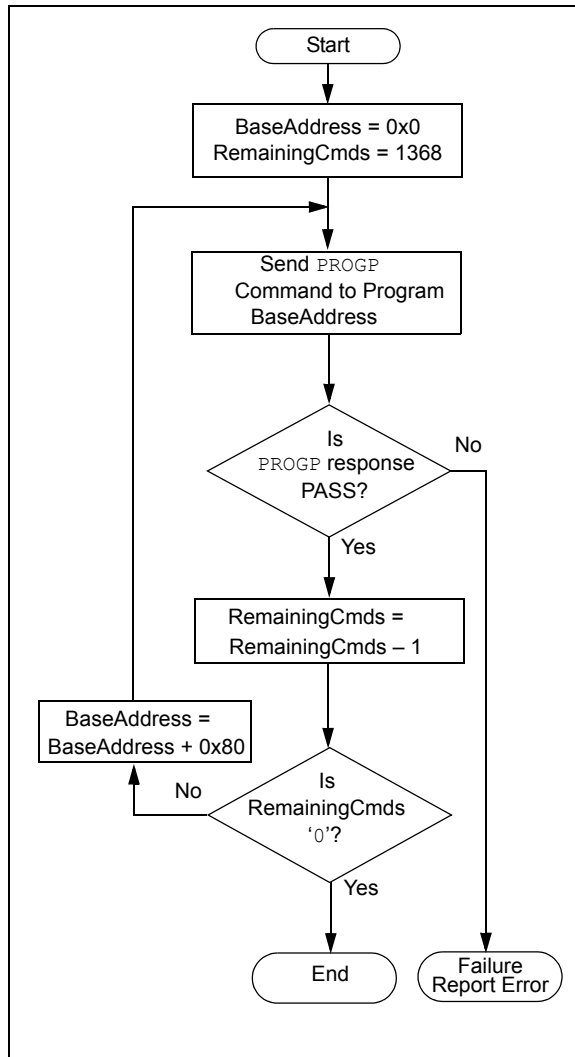 Start
BaseAddress = 0x0
RemainingCmds = 1368
Send PROGP
Command to Program
BaseAddress
Is
PROGP response
PASS?
No
Yes
RemainingCmds =
RemainingCmds – 1
BaseAddress =
BaseAddress + 0x80
No
Is
RemainingCmds
‘0’?
Yes
End
Failure
Report Error